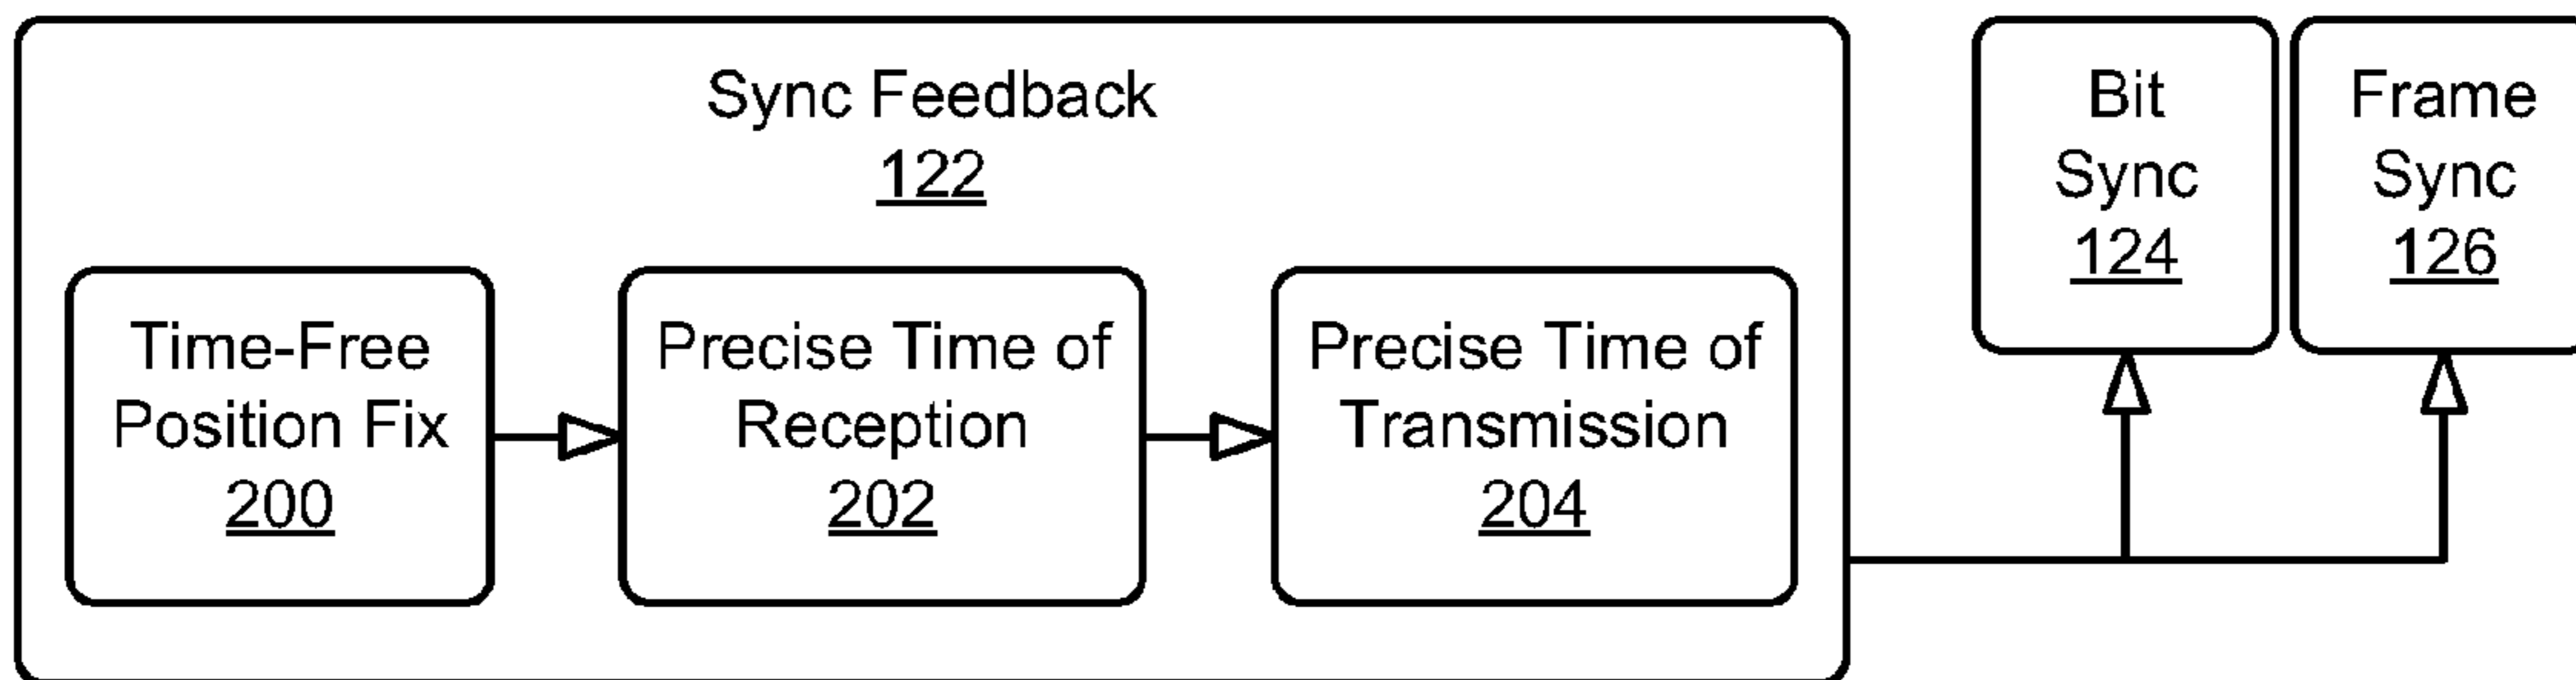 Sync Feedback
122
Time-Free
Position Fix
200
Precise Time of
Reception
202
Precise Time of
Transmission
204
Bit
Sync
124
Frame
Sync
126